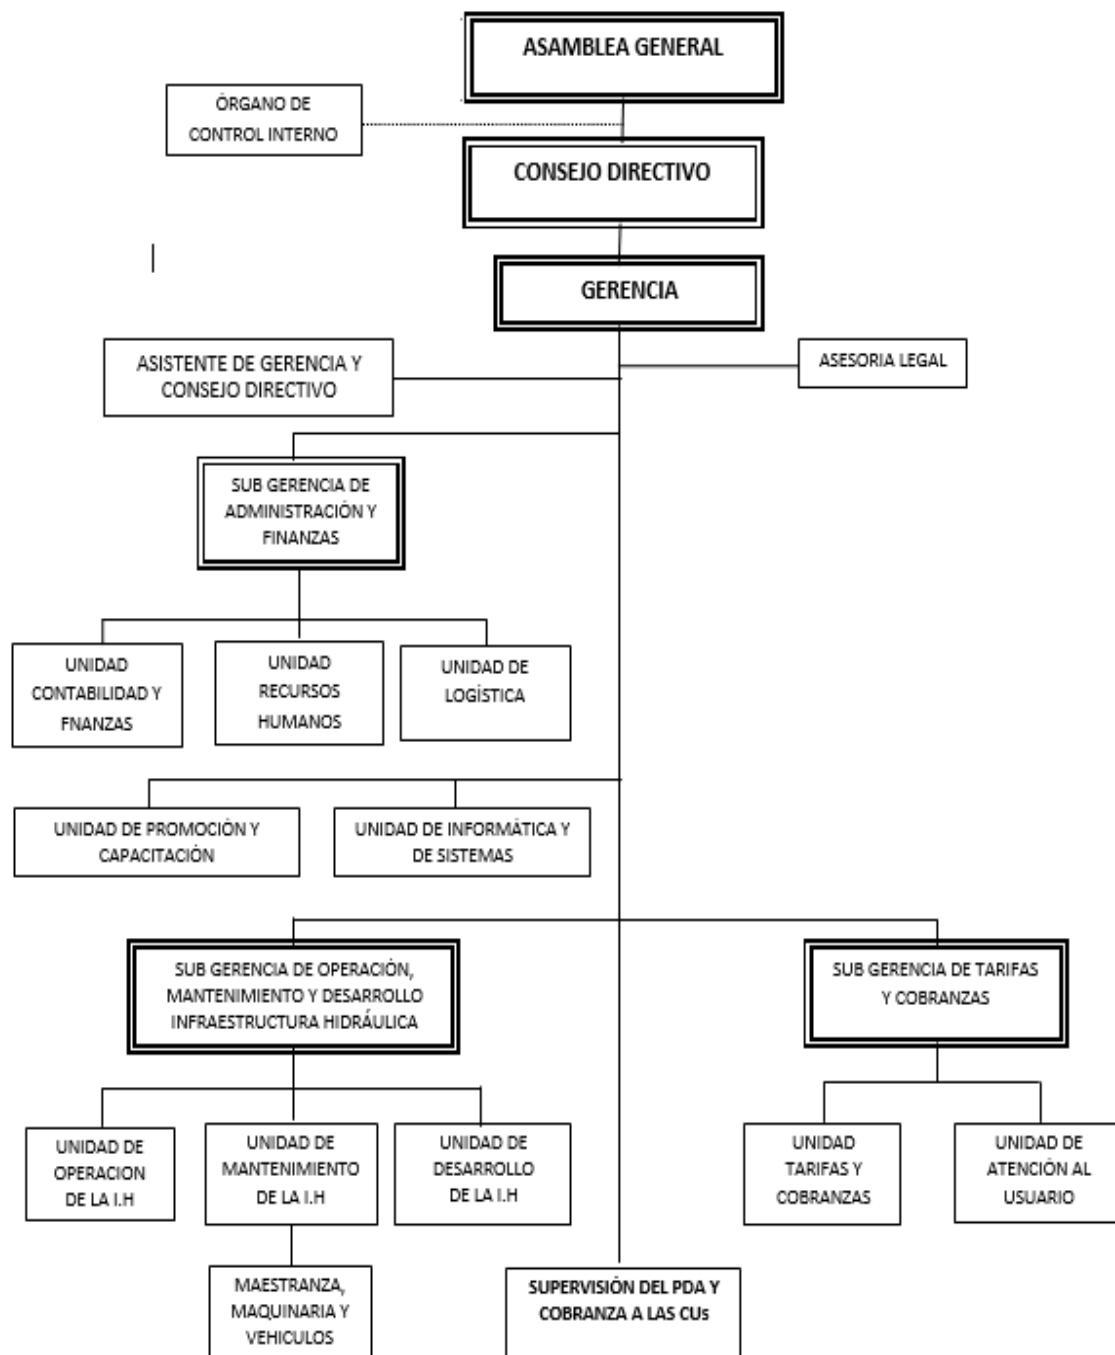 ASAMBLEA GENERAL
ÓRGANO DE
CONTROL INTERNO
CONSEJO DIRECTIVO
GERENCIA
ASISTENTE DE GERENCIA Y
CONSEJO DIRECTIVO
ASESORIA LEGAL
SUB GERENCIA DE
ADMINISTRACIÓN Y
FINANZAS
UNIDAD
CONTABILIDAD Y
FNANZAS
UNIDAD
RECURSOS
HUMANOS
UNIDAD DE
LOGÍSTICA
UNIDAD DE PROMOCIÓN Y
CAPACITACIÓN
UNIDAD DE INFORMÁTICA Y
DE SISTEMAS
SUB GERENCIA DE OPERACIÓN,
MANTENIMIENTO Y DESARROLLO
INFRAESTRUCTURA HIDRÁULICA
SUB GERENCIA DE TARIFAS
Y COBRANZAS
UNIDAD DE
OPERACION
DE LA I.H
UNIDAD DE
MANTENIMIENTO
DE LA I.H
UNIDAD DE
DESARROLLO
DE LA I.H
UNIDAD
TARIFAS Y
COBRANZAS
UNIDAD DE
ATENCIÓN AL
USUARIO
MAESTRANZA,
MAQUINARIA Y
VEHICULOS
SUPERVISIÓN DEL PDA Y
COBRANZA A LAS CUs